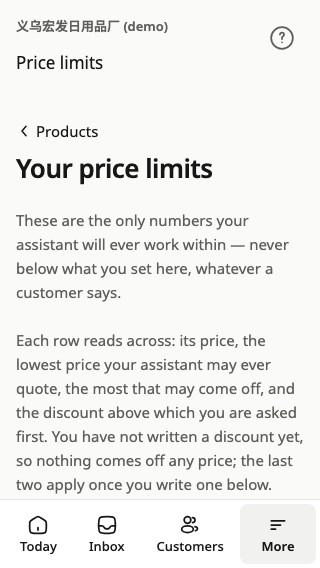 义乌宏发日用品厂 (demo)
Price limits
Products
Your price limits
These are the only numbers your
assistant will ever work within — never
below what you set here, whatever a
customer says.
Each row reads across: its price, the
lowest price your assistant may ever
quote, the most that may come off, and
the discount above which you are asked
first. You have not written a discount yet,
so nothing comes off any price; the last
two apply once you write one below.
Today
Inbox
Customers
More